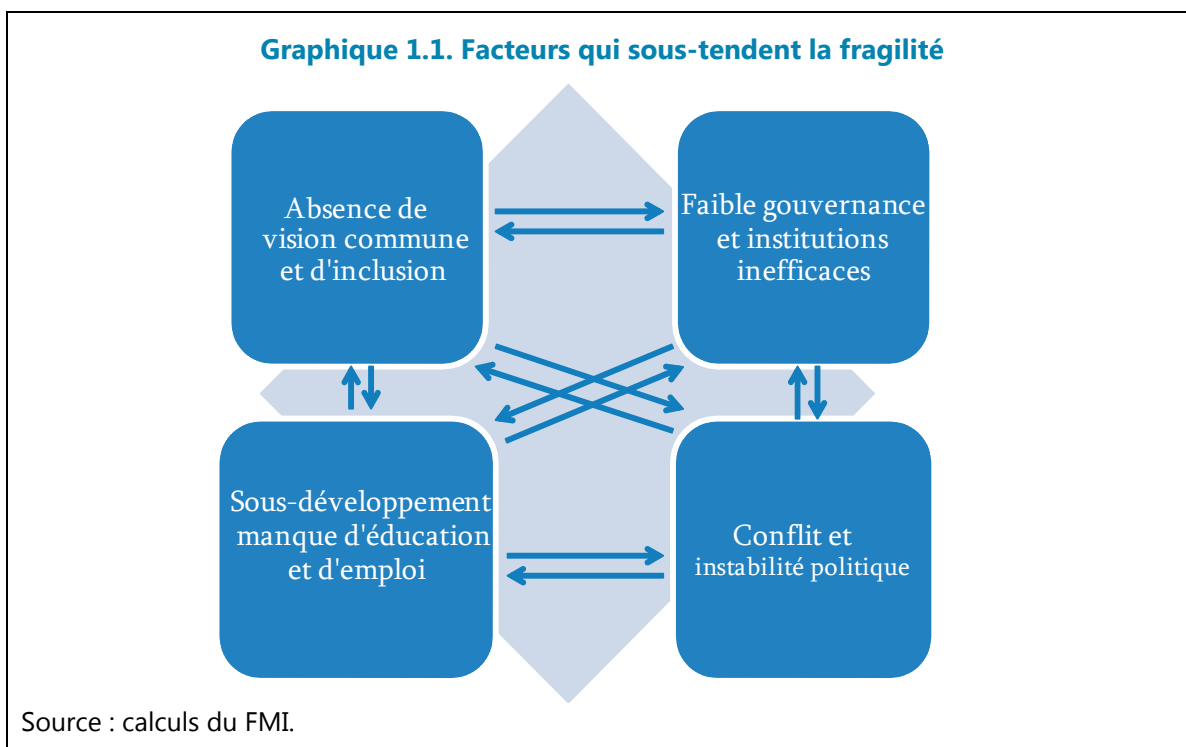 Graphique 1.1. Facteurs qui sous-tendent la fragilité
Absence de
vision commune
et d'inclusion
Faible gouvernance
et institutions
inefficaces
Sous-développement
manque d'éducation
et d'emploi
Conflit et
instabilité politique
Source : calculs du FMI.